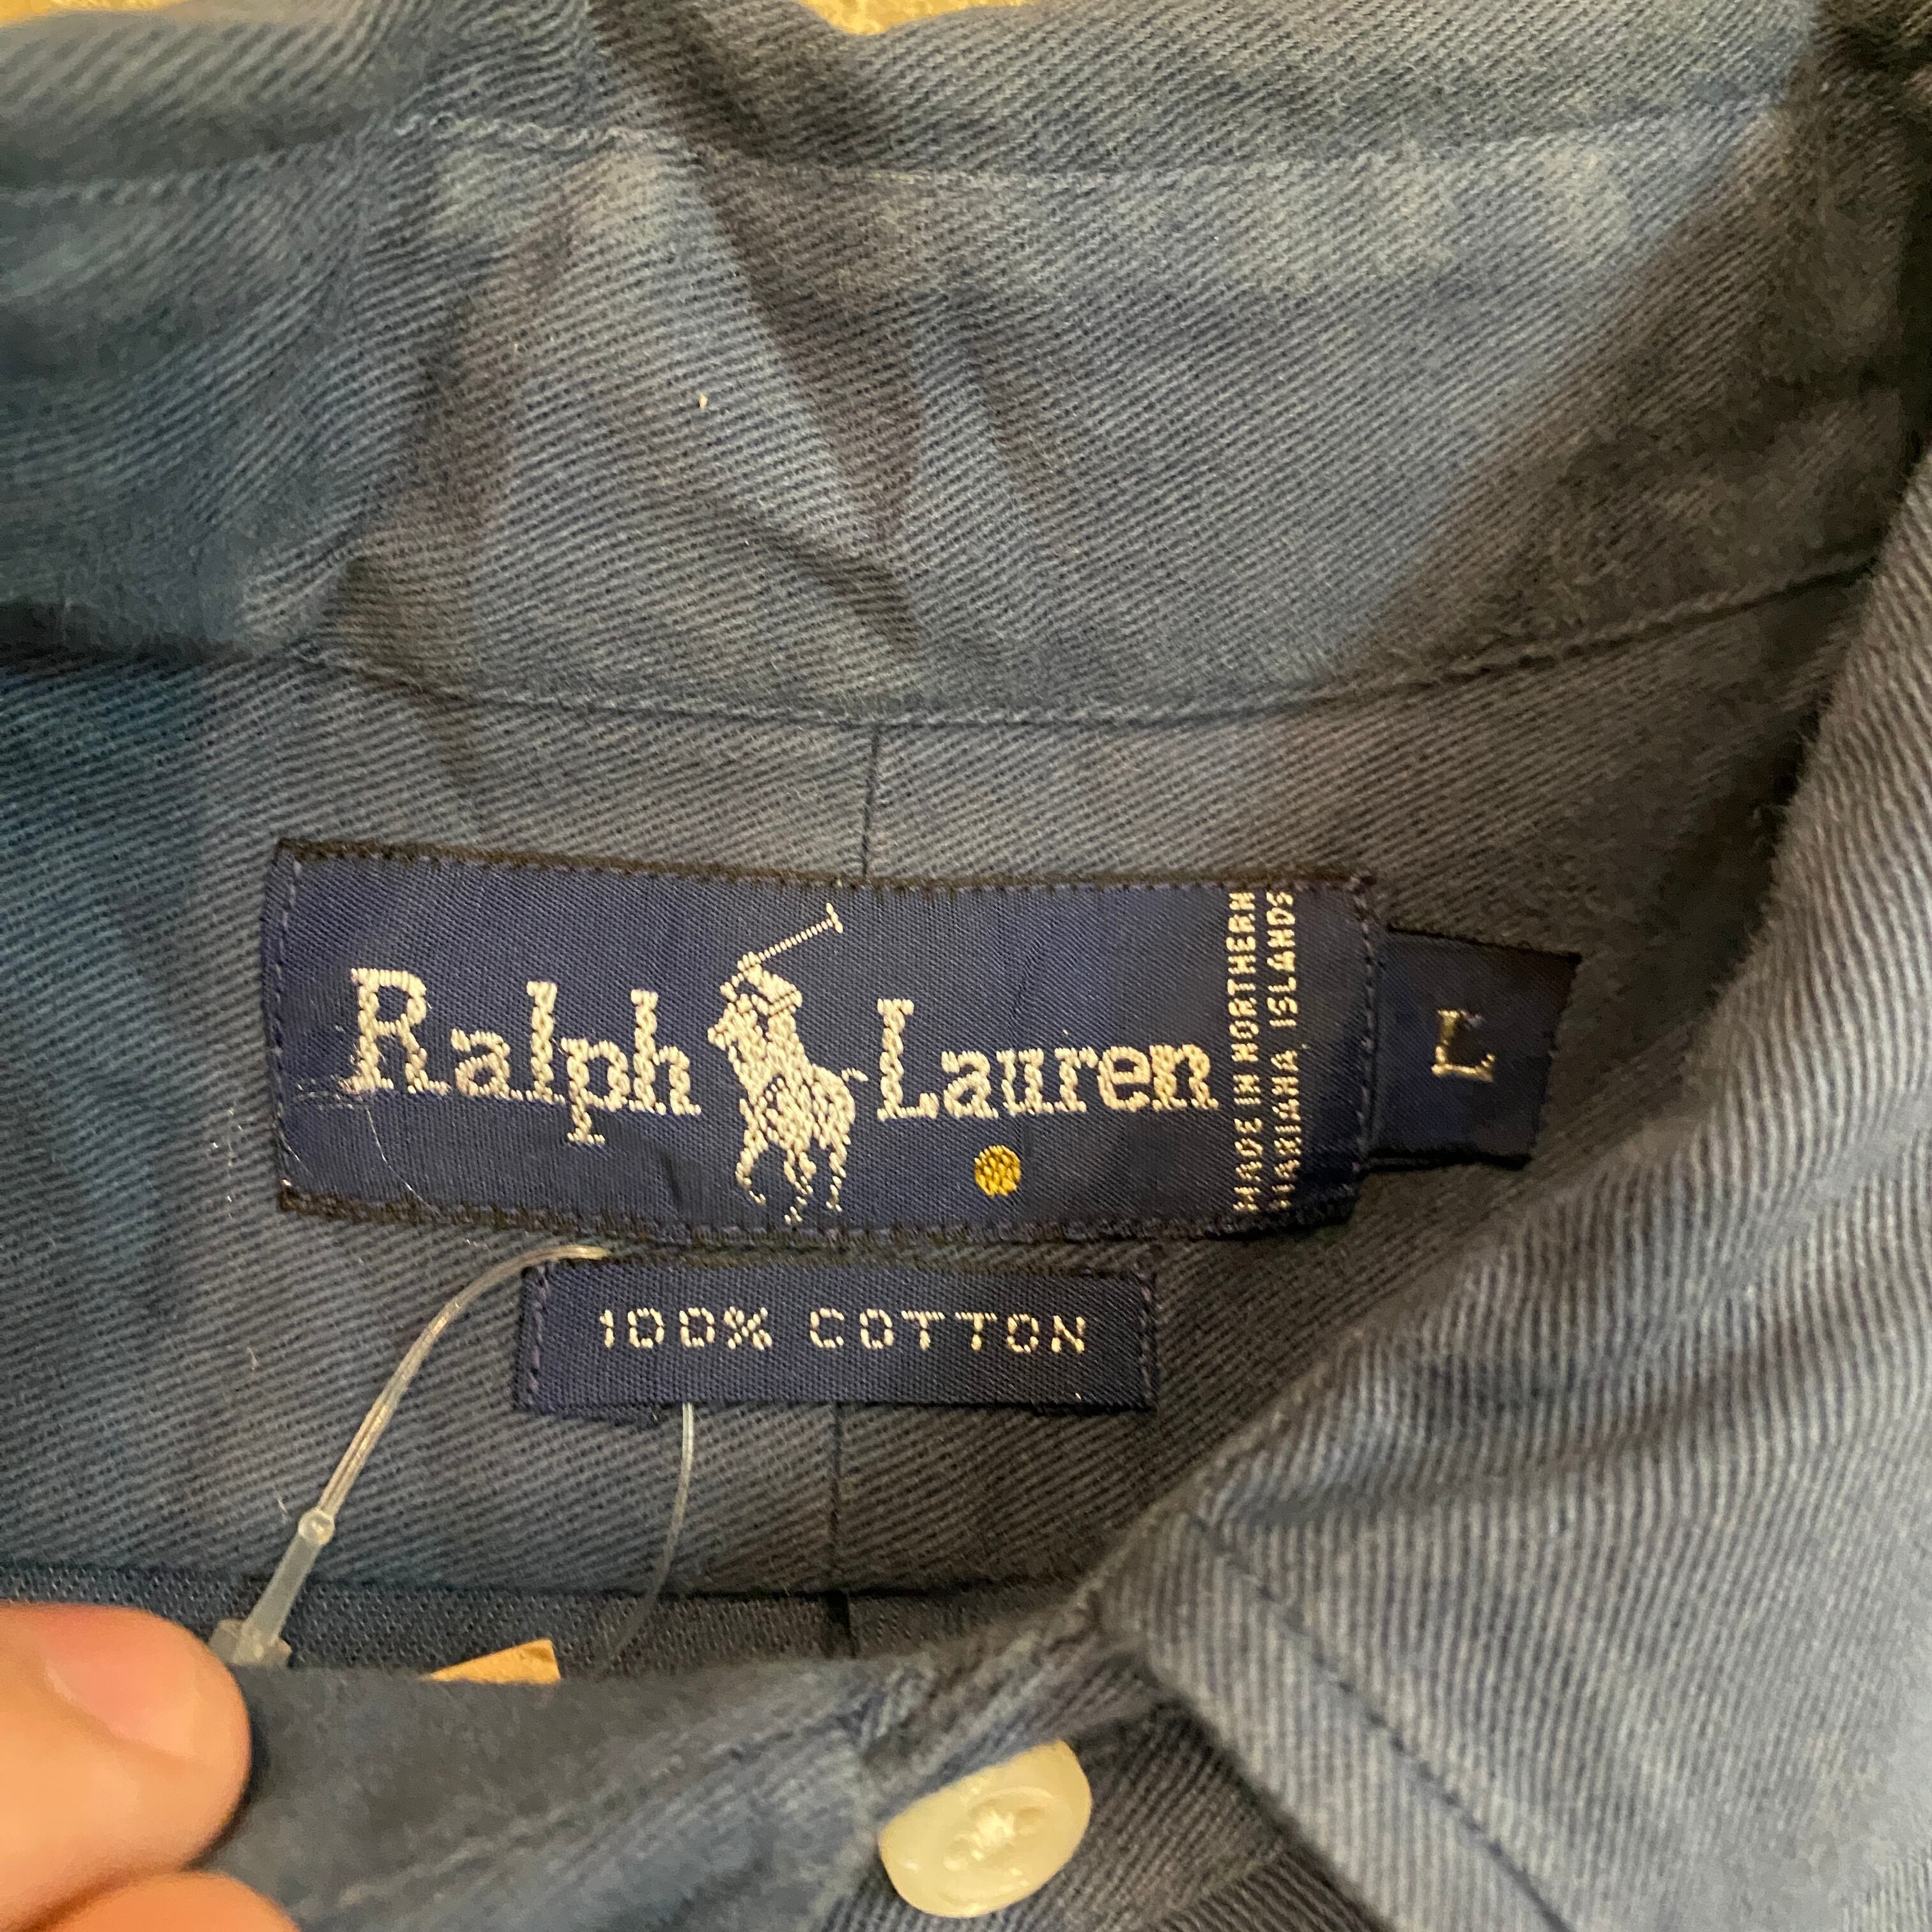 Ralph Lauren
MADE IN NORTHERN
MARIANA ISLANDS
L
100% COTTON